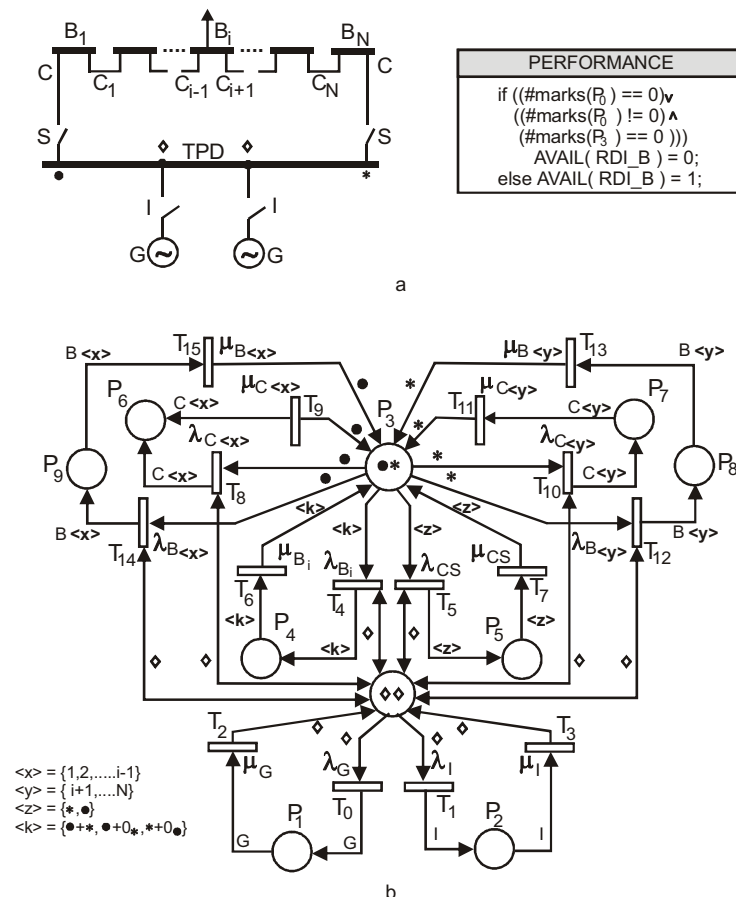 B1 Bi BN
C C
C1 Ci-1 Ci+1 CN
S S
◊ ◊
TPD
● *
I I
G ~ ~ G
PERFORMANCE
if ((#marks(P0) == 0)∨
((#marks(P0) != 0)∧
(#marks(P3) == 0 )))
AVAIL( RDI_B ) = 0;
else AVAIL( RDI_B ) = 1;
a
B<x> T15 μB<x> μB<y> T13 B<y>
P6 C<x> μC<x> T9 ● ● P3 * * T11 μC<y> C<y> P7
P9 C<x> λC<x> T8 ● ● ●* * * T10 λC<y> C<y> P8
B<x> T14 λB<x> <k> <k> <z> <z> λB<y> T12 B<y>
T6 μBi λBi T4 λCS T5 μCS T7
<k> P4 <k> <z> P5 <z>
◊ ◊ ◊ ◊ ◊ ◊
◊◊
T2 μG ◊ ◊ λG T0 ◊ ◊ λI T1 μI T3
G P1 G I P2 I
<x> = {1,2,.....i-1}
<y> = { i+1,....N}
<z> = {*,●}
<k> = {●+*,●+0*,*+0●}
b